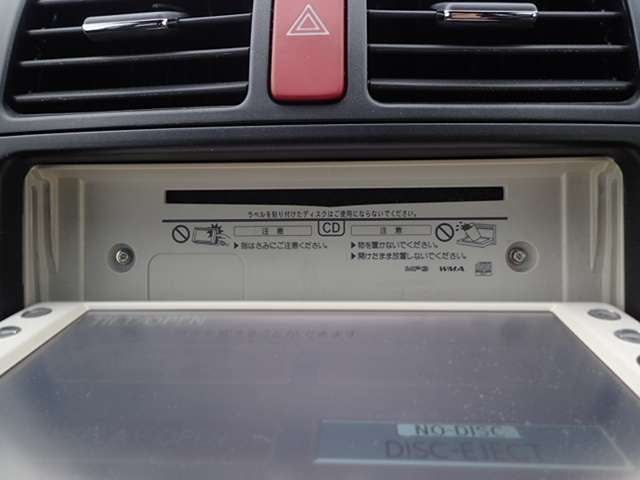 ラベルを貼り付けたディスクはご使用にならないでください。
注意 CD 注意
▶指はさみにご注意ください。
▶物を置かないでください。
▶開けたまま放置しないでください。
MP3 WMA
TILT/OPEN
NO-DISC
DISC-EJECT